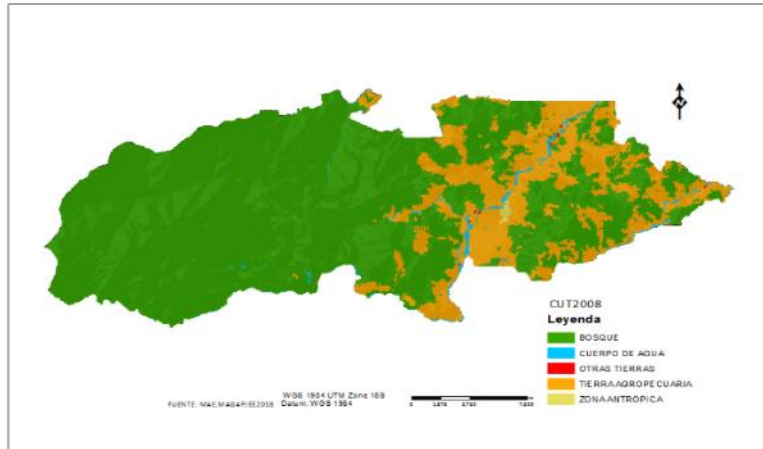 CUT2008
Leyenda
BOSQUE
CUERPO DE AGUA
OTRAS TIERRAS
TIERRA AGROPECUARIA
ZONA ANTROPICA
WGS 1984 UTM Zone 18S
Datum: WGS 1984
FUENTE: MAE,MAGAP,IEE2018
0